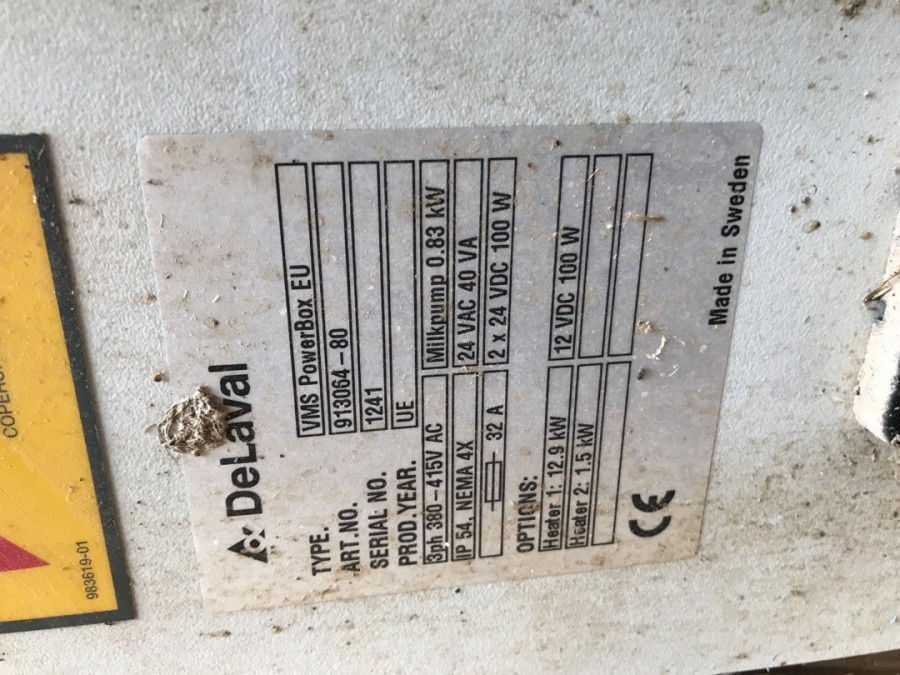 DeLaval
TYPE. VMS PowerBox EU
ART.NO. 913064-80
SERIAL NO. 1241
PROD.YEAR. UE
3ph 380-415V AC Milkpump 0.83 kW
IP 54, NEMA 4X 24 VAC 40 VA
32 A 2 x 24 VDC 100 W
OPTIONS:
Heater 1: 12.9 kW 12 VDC 100 W
Heater 2: 1.5 kW
CE
Made in Sweden
983619-01